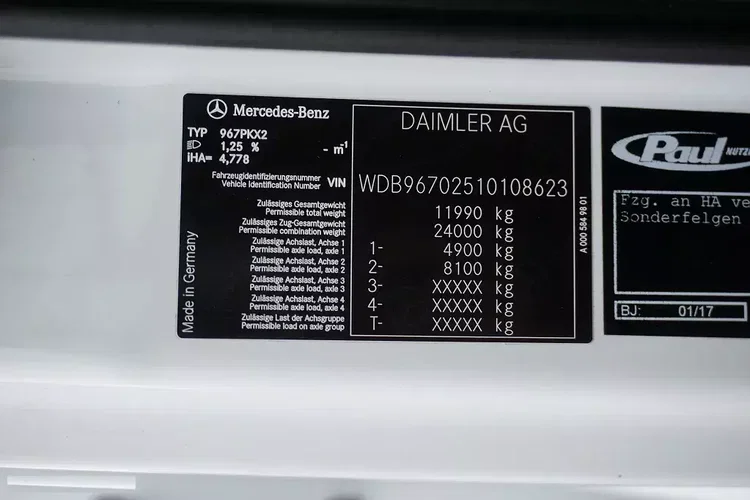 Mercedes-Benz
TYP 967PKX2
1,25 % - m⁻¹
iHA= 4,778
Fahrzeugidentifizierungsnummer
Vehicle Identification Number VIN
Zulässiges Gesamtgewicht
Permissible total weight
Zulässiges Zug-Gesamtgewicht
Permissible combination weight
Zulässige Achslast, Achse 1
Permissible axle load, axle 1
Zulässige Achslast, Achse 2
Permissible axle load, axle 2
Zulässige Achslast, Achse 3
Permissible axle load, axle 3
Zulässige Achslast, Achse 4
Permissible axle load, axle 4
Zulässige Last der Achsgruppe
Permissible load on axle group
Made in Germany
DAIMLER AG
WDB96702510108623
11990 kg
24000 kg
1- 4900 kg
2- 8100 kg
3- XXXXX kg
4- XXXXX kg
T- XXXXX kg
A 000 584 98 01
Paul NUTZ
Fzg. an HA ve
Sonderfelgen
BJ: 01/17